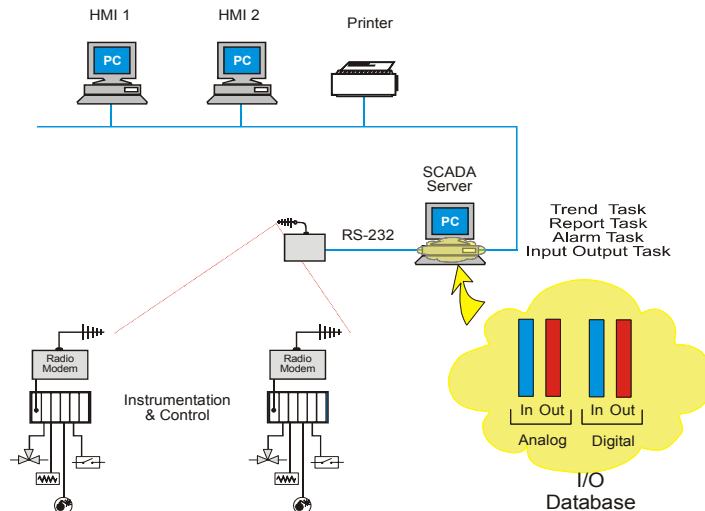 HMI 1
HMI 2
Printer
PC
PC
SCADA
Server
PC
RS-232
Trend Task
Report Task
Alarm Task
Input Output Task
Radio
Modem
Radio
Modem
Instrumentation
& Control
In Out
In Out
Analog
Digital
I/O
Database